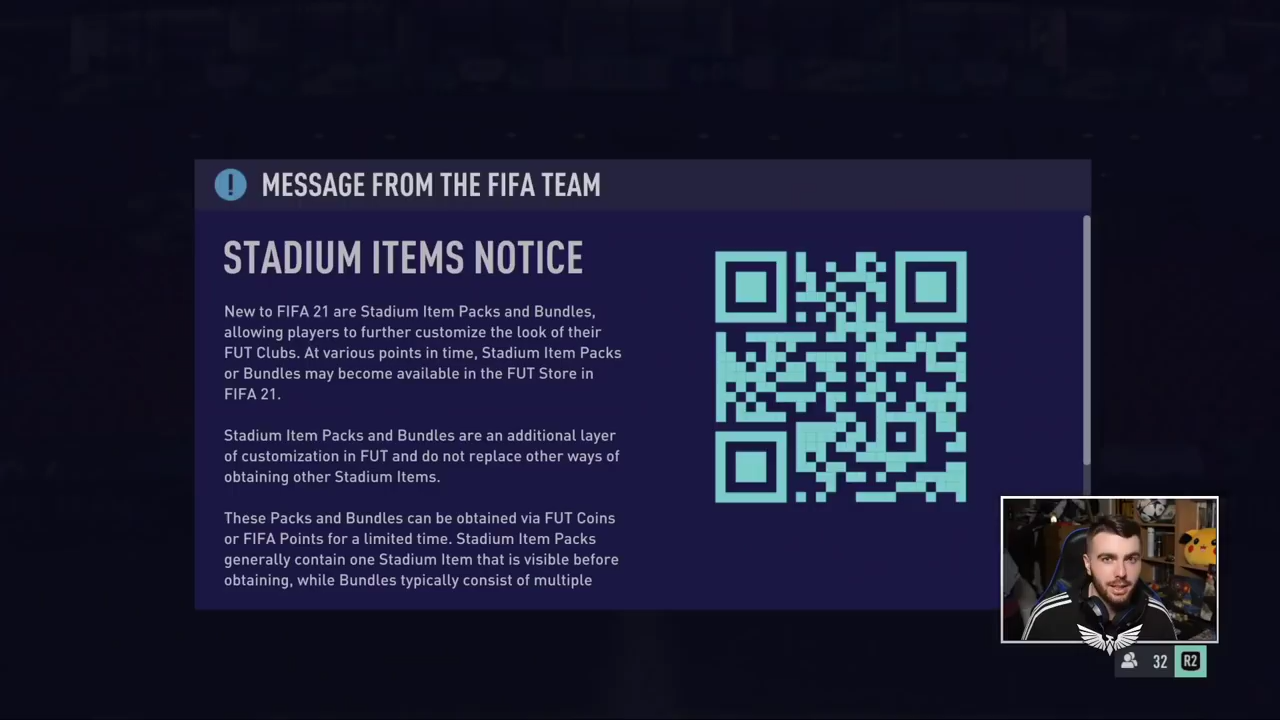 MESSAGE FROM THE FIFA TEAM
STADIUM ITEMS NOTICE
New to FIFA 21 are Stadium Item Packs and Bundles,
allowing players to further customize the look of their
FUT Clubs. At various points in time, Stadium Item Packs
or Bundles may become available in the FUT Store in
FIFA 21.
Stadium Item Packs and Bundles are an additional layer
of customization in FUT and do not replace other ways of
obtaining other Stadium Items.
These Packs and Bundles can be obtained via FUT Coins
or FIFA Points for a limited time. Stadium Item Packs
generally contain one Stadium Item that is visible before
obtaining, while Bundles typically consist of multiple
32 R2